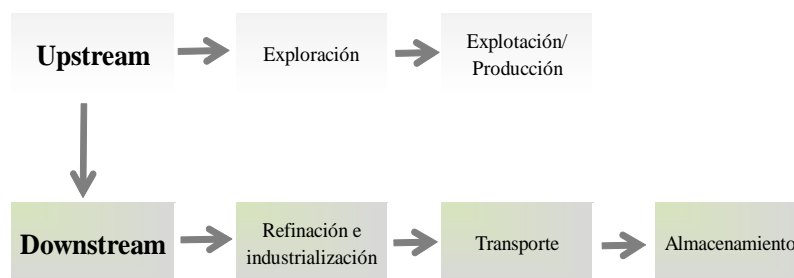 Upstream
Exploración
Explotación/
Producción
Downstream
Refinación e
industrialización
Transporte
Almacenamiento